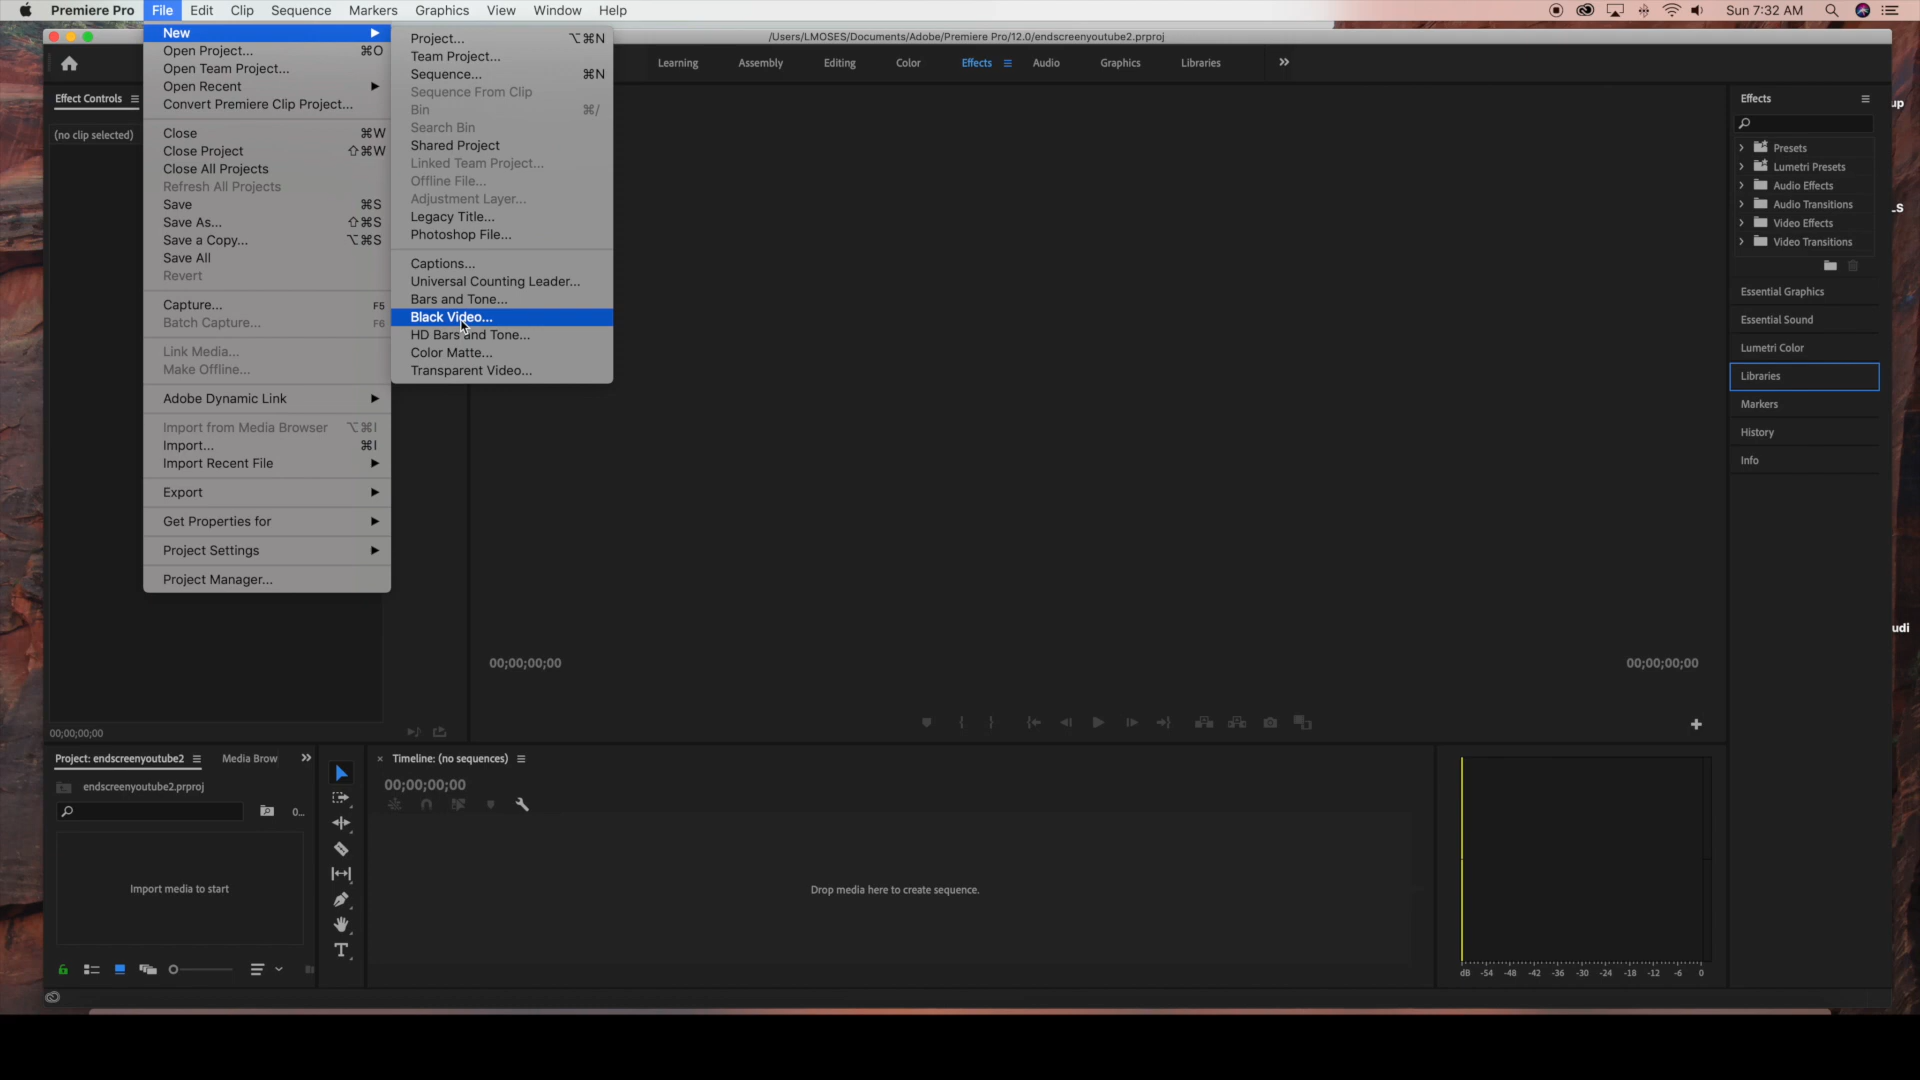 Premiere Pro File Edit Clip Sequence Markers Graphics View Window Help Sun 7:32 AM
/Users/LMOSES/Documents/Adobe/Premiere Pro/12.0/endscreenyoutube2.prproj
Learning Assembly Editing Color Effects Audio Graphics Libraries
New
Open Project... ⌘O
Open Team Project...
Open Recent
Convert Premiere Clip Project...
Close ⌘W
Close Project ⇧⌘W
Close All Projects
Refresh All Projects
Save ⌘S
Save As... ⇧⌘S
Save a Copy... ⌥⌘S
Save All
Revert
Capture... F5
Batch Capture... F6
Link Media...
Make Offline...
Adobe Dynamic Link
Import from Media Browser ⌥⌘I
Import... ⌘I
Import Recent File
Export
Get Properties for
Project Settings
Project Manager...
Project... ⌥⌘N
Team Project...
Sequence... ⌘N
Sequence From Clip
Bin ⌘/
Search Bin
Shared Project
Linked Team Project...
Offline File...
Adjustment Layer...
Legacy Title...
Photoshop File...
Captions...
Universal Counting Leader...
Bars and Tone...
Black Video...
HD Bars and Tone...
Color Matte...
Transparent Video...
Effect Controls
(no clip selected)
00;00;00;00
00;00;00;00
00;00;00;00
Effects
Presets
Lumetri Presets
Audio Effects
Audio Transitions
Video Effects
Video Transitions
Essential Graphics
Essential Sound
Lumetri Color
Libraries
Markers
History
Info
up
LS
udi
Project: endscreenyoutube2 Media Brow
endscreenyoutube2.prproj
0...
Import media to start
Timeline: (no sequences)
00;00;00;00
Drop media here to create sequence.
dB -54 -48 -42 -36 -30 -24 -18 -12 -6 0